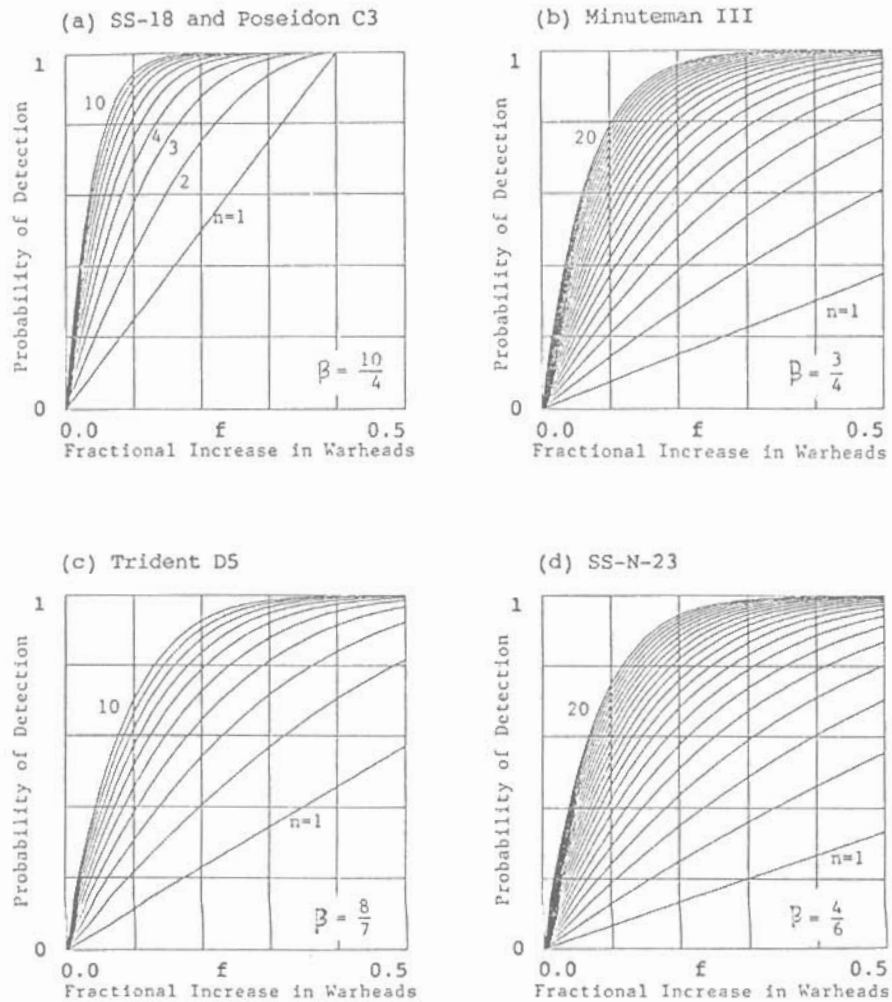 (a) SS-18 and Poseidon C3
Probability of Detection
1
0
10
4
3
2
n=1
β = 10/4
0.0 f 0.5
Fractional Increase in Warheads
(b) Minuteman III
Probability of Detection
1
0
20
n=1
β = 3/4
0.0 f 0.5
Fractional Increase in Warheads
(c) Trident D5
Probability of Detection
1
0
10
n=1
β = 8/7
0.0 f 0.5
Fractional Increase in Warheads
(d) SS-N-23
Probability of Detection
1
0
20
n=1
β = 4/6
0.0 f 0.5
Fractional Increase in Warheads